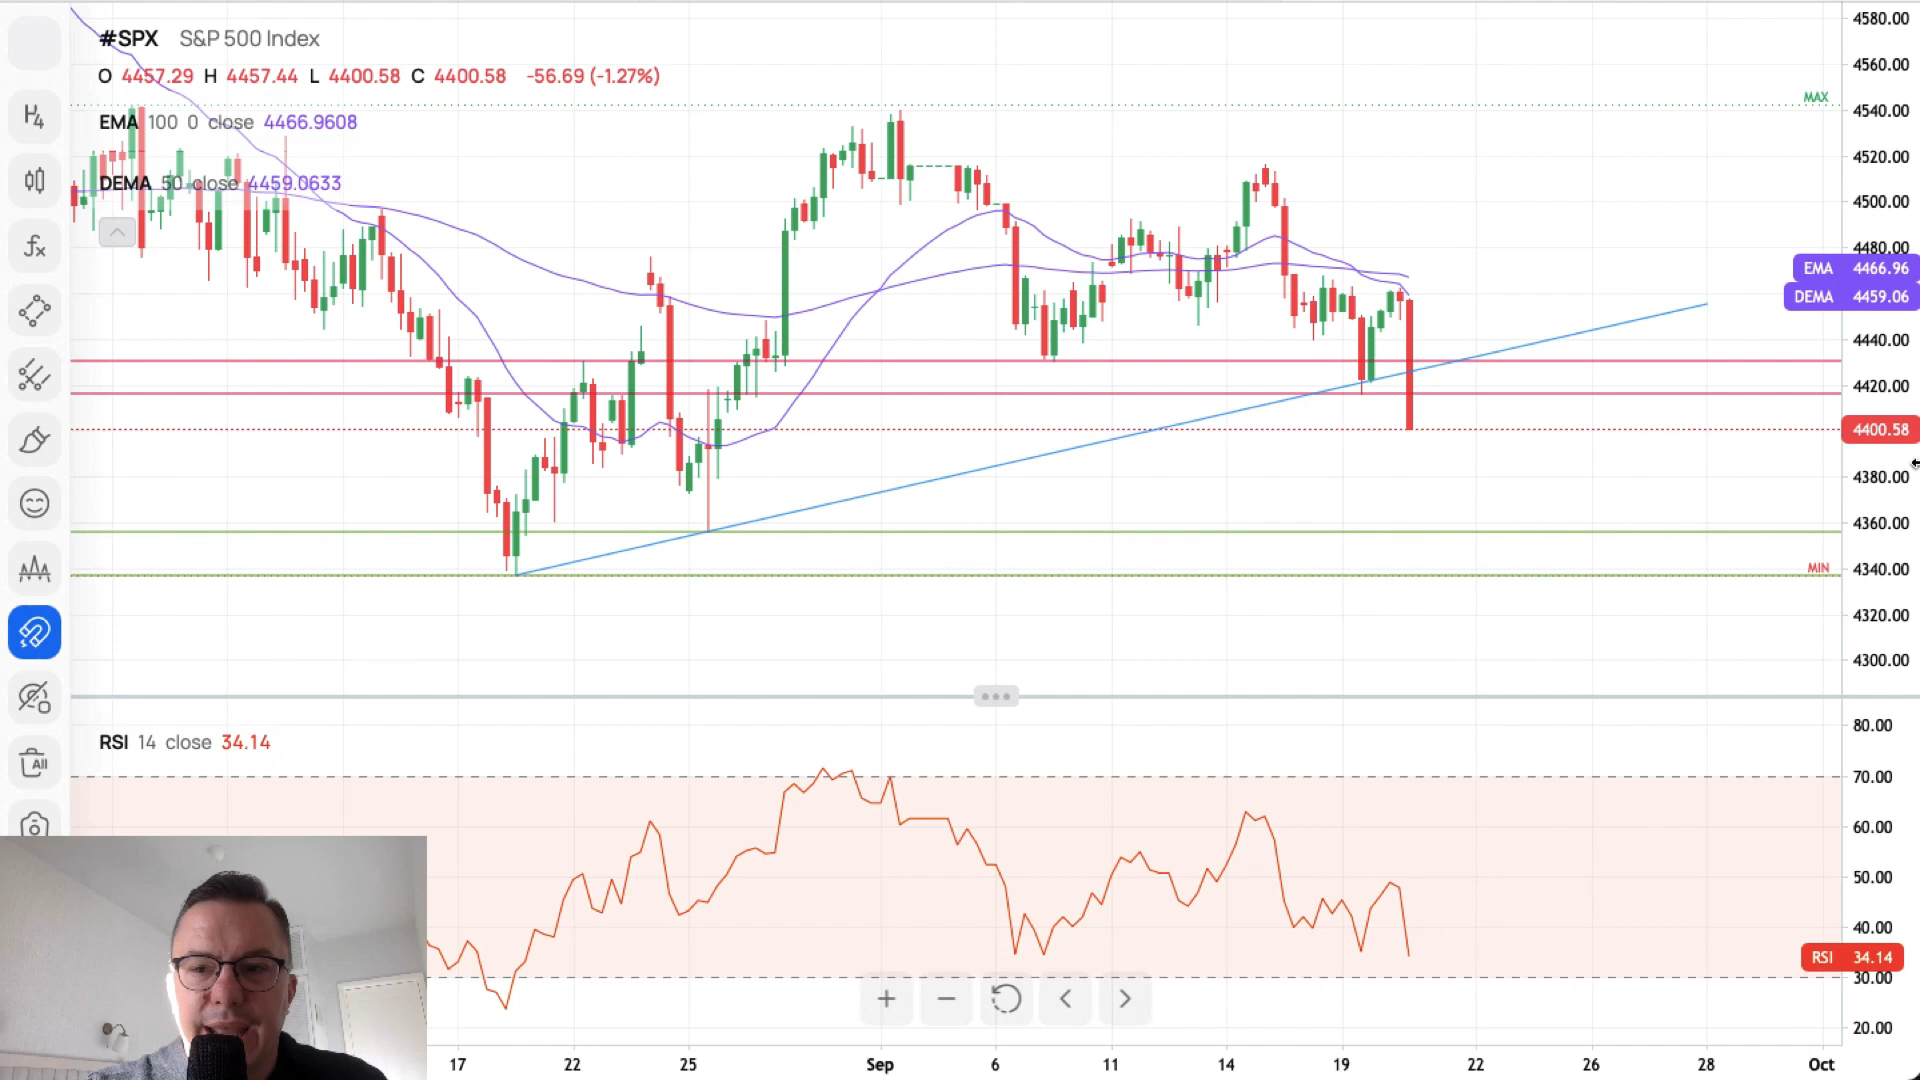 #SPX S&P 500 Index
O 4457.29 H 4457.44 L 4400.58 C 4400.58 -56.69 (-1.27%)
EMA 100 0 close 4466.9608
DEMA 50 close 4459.0633
H4
fx
All
4580.00
4560.00
MAX
4540.00
4520.00
4500.00
4480.00
EMA 4466.96
DEMA 4459.06
4440.00
4420.00
4400.58
4380.00
4360.00
MIN
4340.00
4320.00
4300.00
RSI 14 close 34.14
80.00
70.00
60.00
50.00
40.00
RSI 34.14
30.00
20.00
17 22 25 Sep 6 11 14 19 22 26 28 Oct